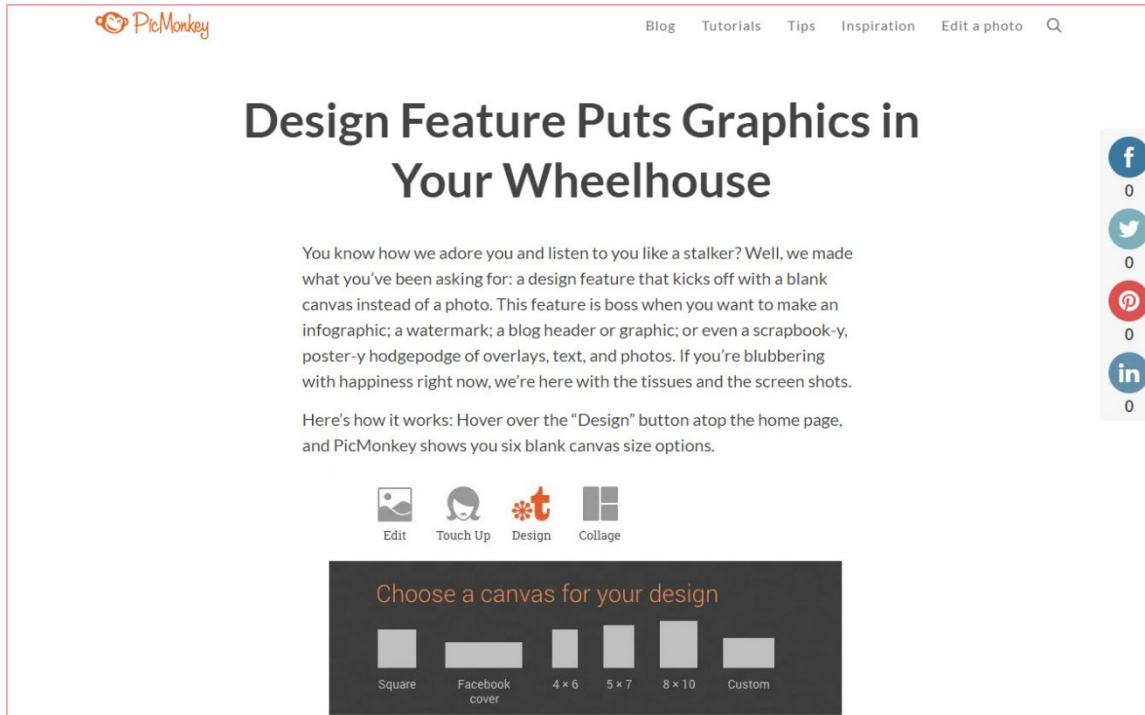 PicMonkey
Blog Tutorials Tips Inspiration Edit a photo
Design Feature Puts Graphics in
Your Wheelhouse
You know how we adore you and listen to you like a stalker? Well, we made
what you’ve been asking for: a design feature that kicks off with a blank
canvas instead of a photo. This feature is boss when you want to make an
infographic; a watermark; a blog header or graphic; or even a scrapbook-y,
poster-y hodgepodge of overlays, text, and photos. If you’re blubbering
with happiness right now, we’re here with the tissues and the screen shots.
Here’s how it works: Hover over the “Design” button atop the home page,
and PicMonkey shows you six blank canvas size options.
Edit Touch Up Design Collage
Choose a canvas for your design
Square Facebook cover 4 × 6 5 × 7 8 × 10 Custom
0
0
0
0